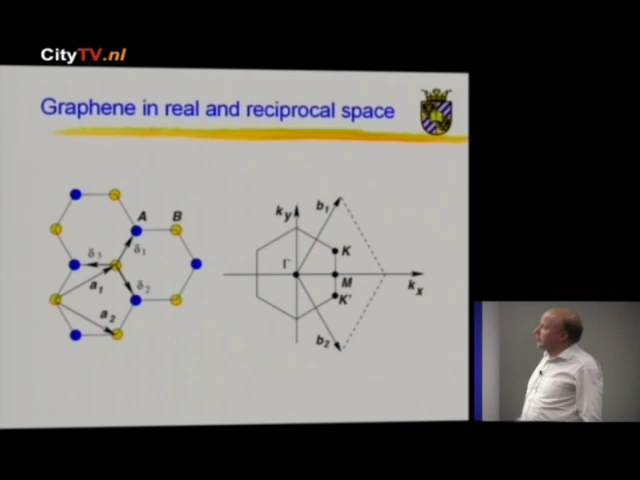 CityTV.nl
Graphene in real and reciprocal space
A B
δ1
δ3
δ2
a1
a2
ky
b1
K
Γ
M
kx
K'
b2